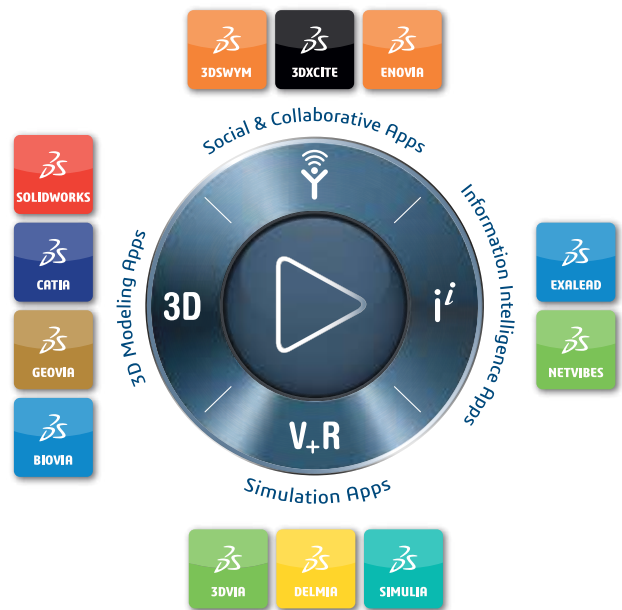 3DSWYM
3DXCITE
ENOVIA
Social & Collaborative Apps
SOLIDWORKS
CATIA
GEOVIA
BIOVIA
3D Modeling Apps
3D
i i
V+R
Information Intelligence Apps
EXALEAD
NETVIBES
Simulation Apps
3DVIA
DELMIA
SIMULIA